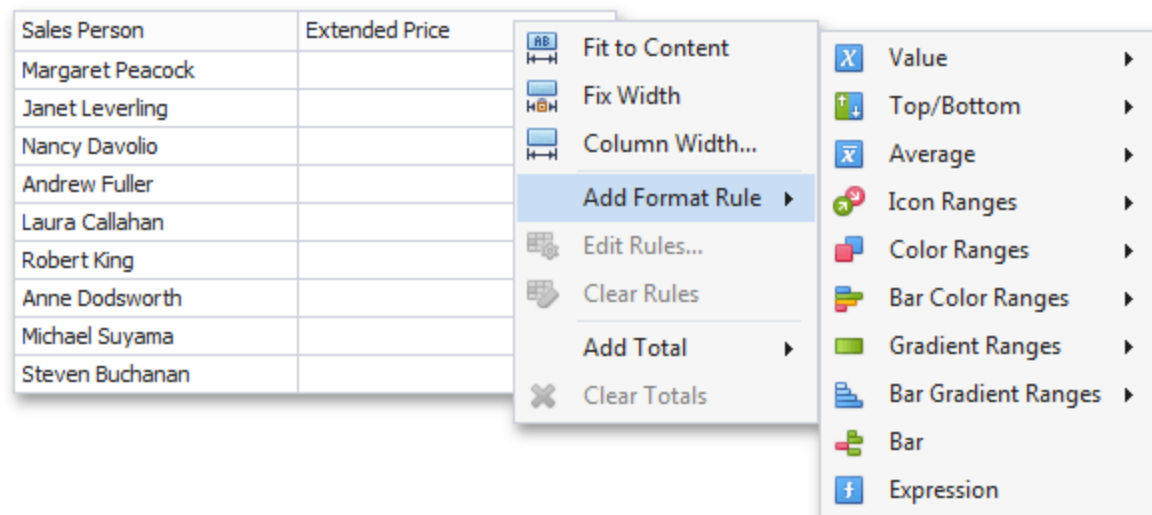 Sales Person
Extended Price
Margaret Peacock
Janet Leverling
Nancy Davolio
Andrew Fuller
Laura Callahan
Robert King
Anne Dodsworth
Michael Suyama
Steven Buchanan
AB
Fit to Content
Fix Width
Column Width...
Add Format Rule
Edit Rules...
Clear Rules
Add Total
Clear Totals
Value
Top/Bottom
Average
Icon Ranges
Color Ranges
Bar Color Ranges
Gradient Ranges
Bar Gradient Ranges
Bar
Expression